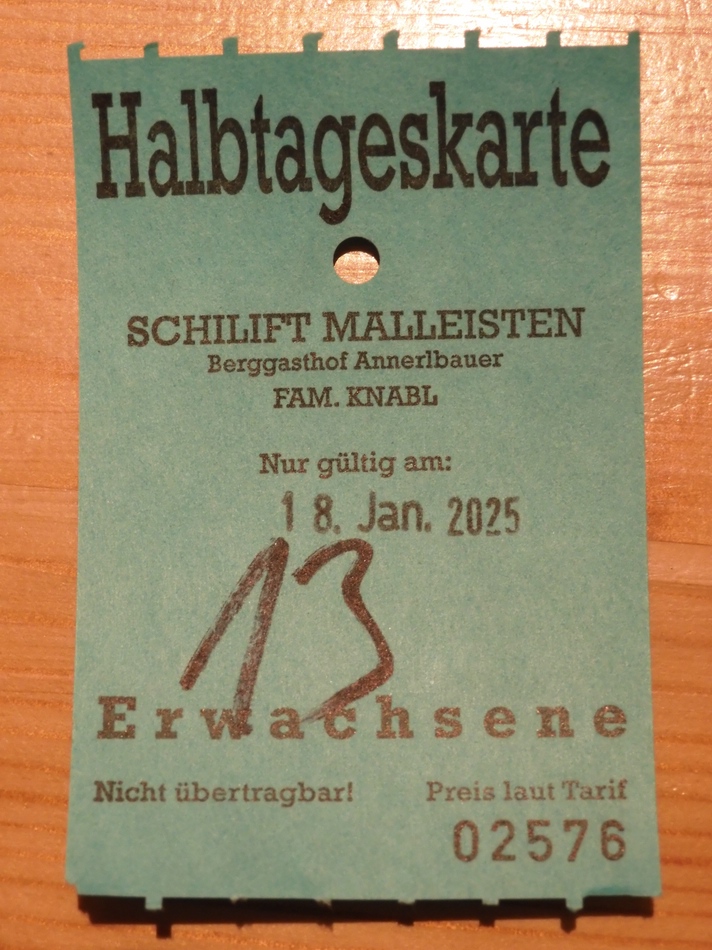 Halbtageskarte
SCHILIFT MALLEISTEN
Berggasthof Annerlbauer
FAM. KNABL
Nur gültig am:
18. Jan. 2025
13
Erwachsene
Nicht übertragbar! Preis laut Tarif
02576